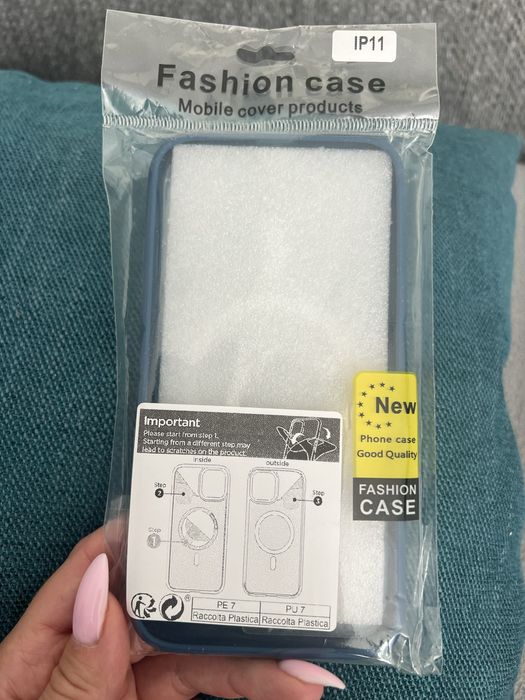 IP11
Fashion case
Mobile cover products
Important
Please start from step 1.
Starting from a different step may
lead to scratches on the product.
inside
outside
Step
2
Step
3
Step
1
New
Phone case
Good Quality
FASHION
CASE
PE 7
PU 7
Raccolta Plastica
Raccolta Plastica